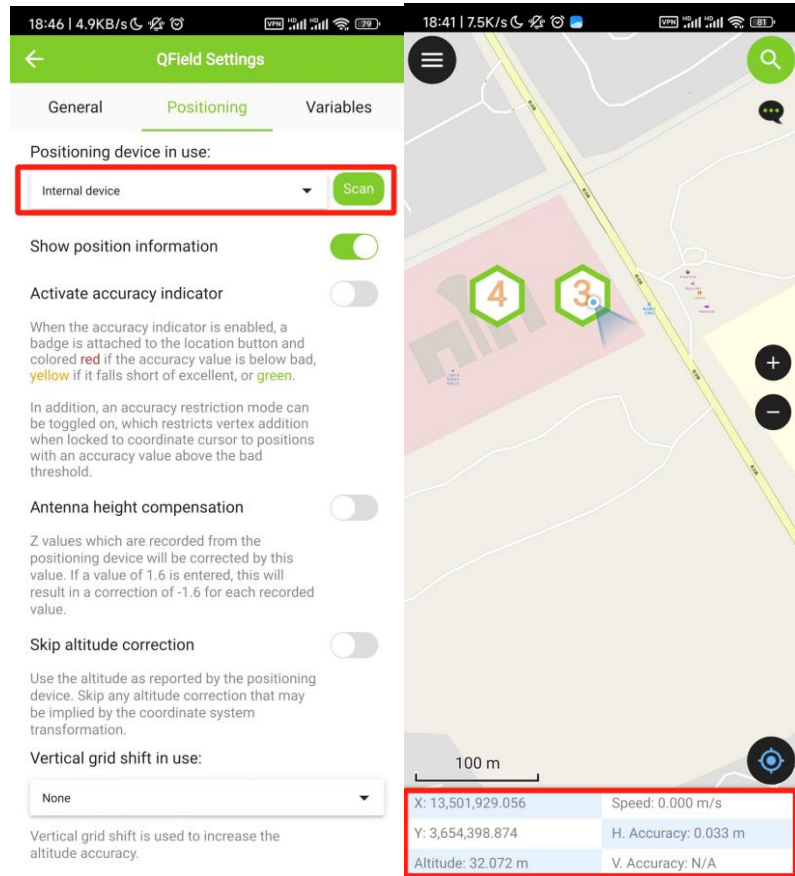 18:46 | 4.9KB/s
VPN
HD
HD
79
QField Settings
General
Positioning
Variables
Positioning device in use:
Internal device
Scan
Show position information
Activate accuracy indicator
When the accuracy indicator is enabled, a
badge is attached to the location button and
colored red if the accuracy value is below bad,
yellow if it falls short of excellent, or green.
In addition, an accuracy restriction mode can
be toggled on, which restricts vertex addition
when locked to coordinate cursor to positions
with an accuracy value above the bad
threshold.
Antenna height compensation
Z values which are recorded from the
positioning device will be corrected by this
value. If a value of 1.6 is entered, this will
result in a correction of -1.6 for each recorded
value.
Skip altitude correction
Use the altitude as reported by the positioning
device. Skip any altitude correction that may
be implied by the coordinate system
transformation.
Vertical grid shift in use:
None
Vertical grid shift is used to increase the
altitude accuracy.
18:41 | 7.5K/s
VPN
HD
HD
81
4
3
100 m
X: 13,501,929.056
Speed: 0.000 m/s
Y: 3,654,398.874
H. Accuracy: 0.033 m
Altitude: 32.072 m
V. Accuracy: N/A